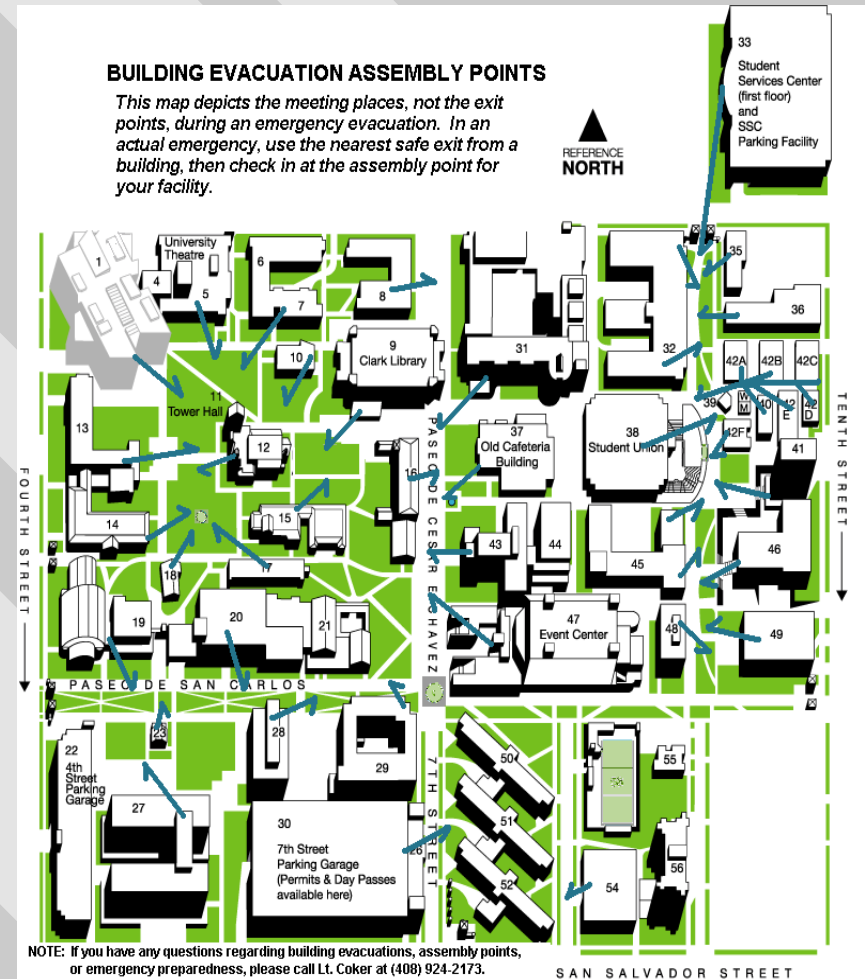 BUILDING EVACUATION ASSEMBLY POINTS
This map depicts the meeting places, not the exit
points, during an emergency evacuation. In an
actual emergency, use the nearest safe exit from a
building, then check in at the assembly point for
your facility.
REFERENCE
NORTH
33
Student
Services Center
(first floor)
and
SSC
Parking Facility
1
University
Theatre
4
5
6
7
8
35
36
9
Clark Library
10
31
32
42A
42B
42C
11
Tower Hall
12
13
39
W
M
40
42
E
42
D
42F
41
37
Old Cafeteria
Building
38
Student Union
16
14
15
43
44
45
46
17
18
19
20
21
47
Event Center
48
49
FOURTH STREET
TENTH STREET
PASEO DE CESER E CHAVEZ
PASEO DE SAN CARLOS
22
4th
Street
Parking
Garage
23
27
28
29
30
7th Street
Parking Garage
(Permits & Day Passes
available here)
26
7TH STREET
50
51
52
55
54
56
NOTE: If you have any questions regarding building evacuations, assembly points,
or emergency preparedness, please call Lt. Coker at (408) 924-2173.
SAN SALVADOR STREET